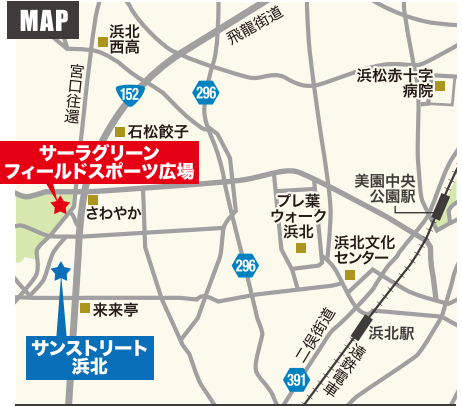 MAP
浜北
西高
飛龍街道
宮口往還
152
296
浜松赤十字
病院
石松餃子
サーラグリーン
フィールドスポーツ広場
さわやか
美園中央
公園駅
プレ葉
ウォーク
浜北
浜北文化
センター
296
来来亭
サンストリート
浜北
二俣街道
浜北駅
遠鉄電車
391